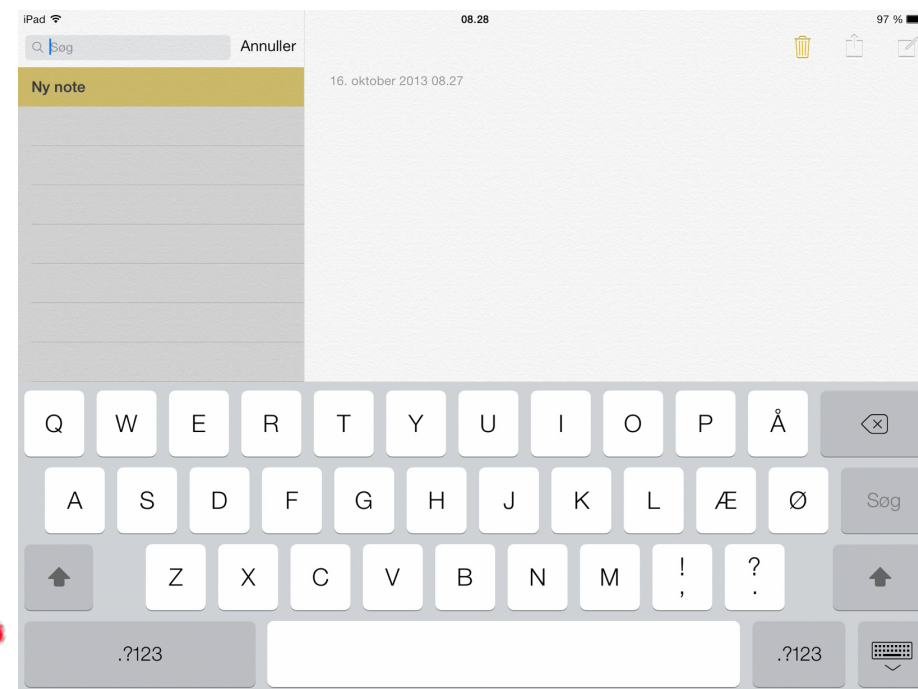 iPad
08.28
97 %
Søg
Annuller
Ny note
16. oktober 2013 08.27
Q W E R T Y U I O P Å
A S D F G H J K L Æ Ø Søg
Z X C V B N M ! , ? .
.?123 .?123